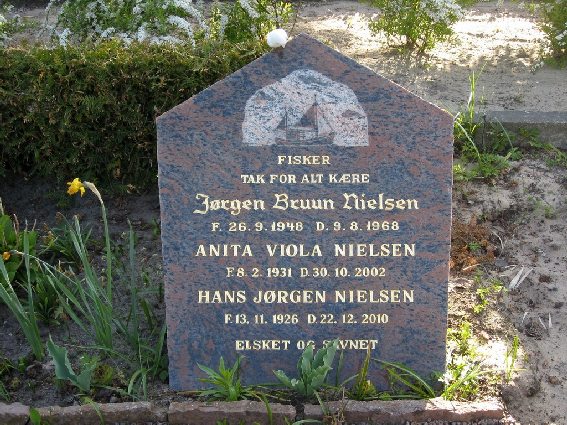 FISKER
TAK FOR ALT KÆRE
Jørgen Bruun Nielsen
F. 26. 9. 1948 D. 9. 8. 1968
ANITA VIOLA NIELSEN
F. 8. 2. 1931 D. 30. 10. 2002
HANS JØRGEN NIELSEN
F. 13. 11. 1926 D. 22. 12. 2010
ELSKET OG SAVNET